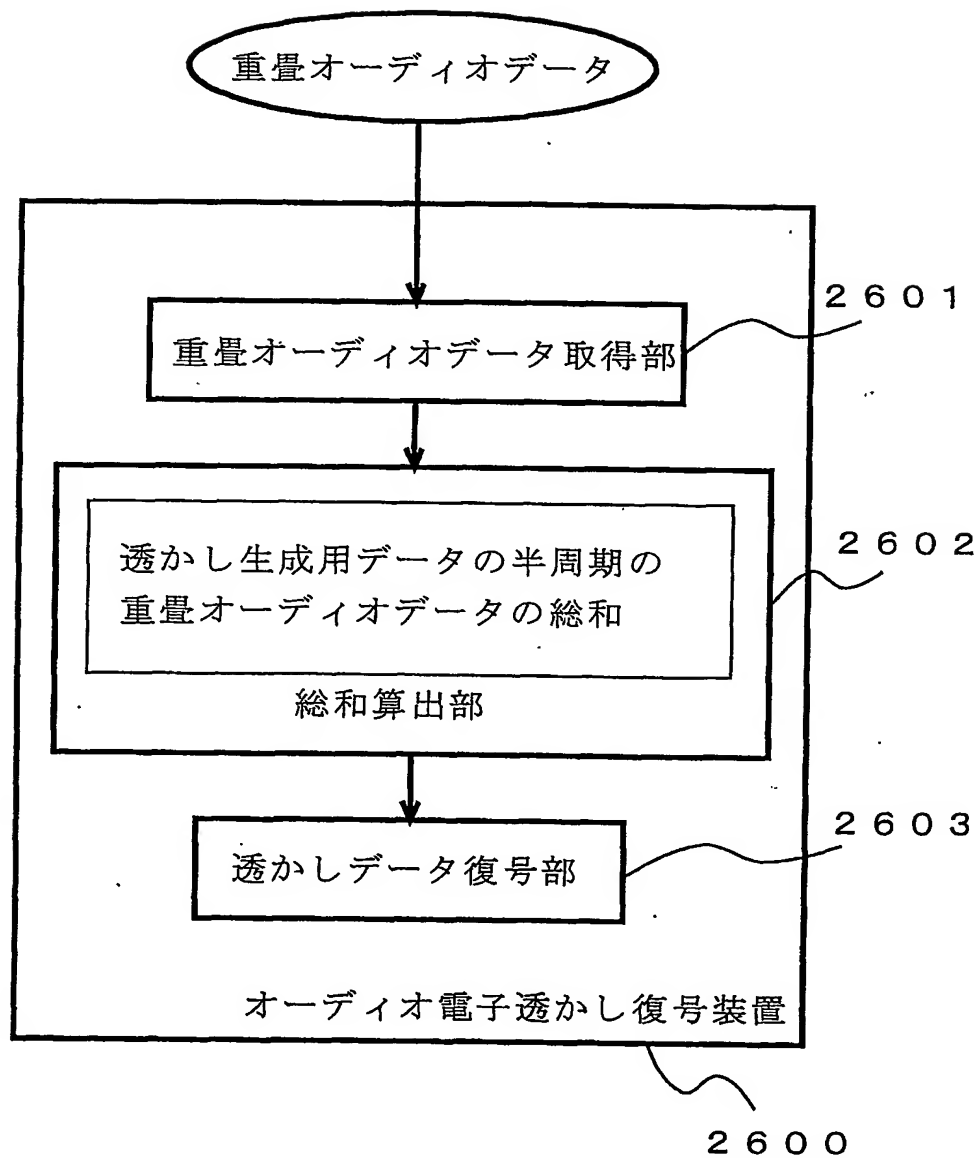 重畳オーディオデータ
２６０１
重畳オーディオデータ取得部
２６０２
透かし生成用データの半周期の
重畳オーディオデータの総和
総和算出部
２６０３
透かしデータ復号部
オーディオ電子透かし復号装置
２６００